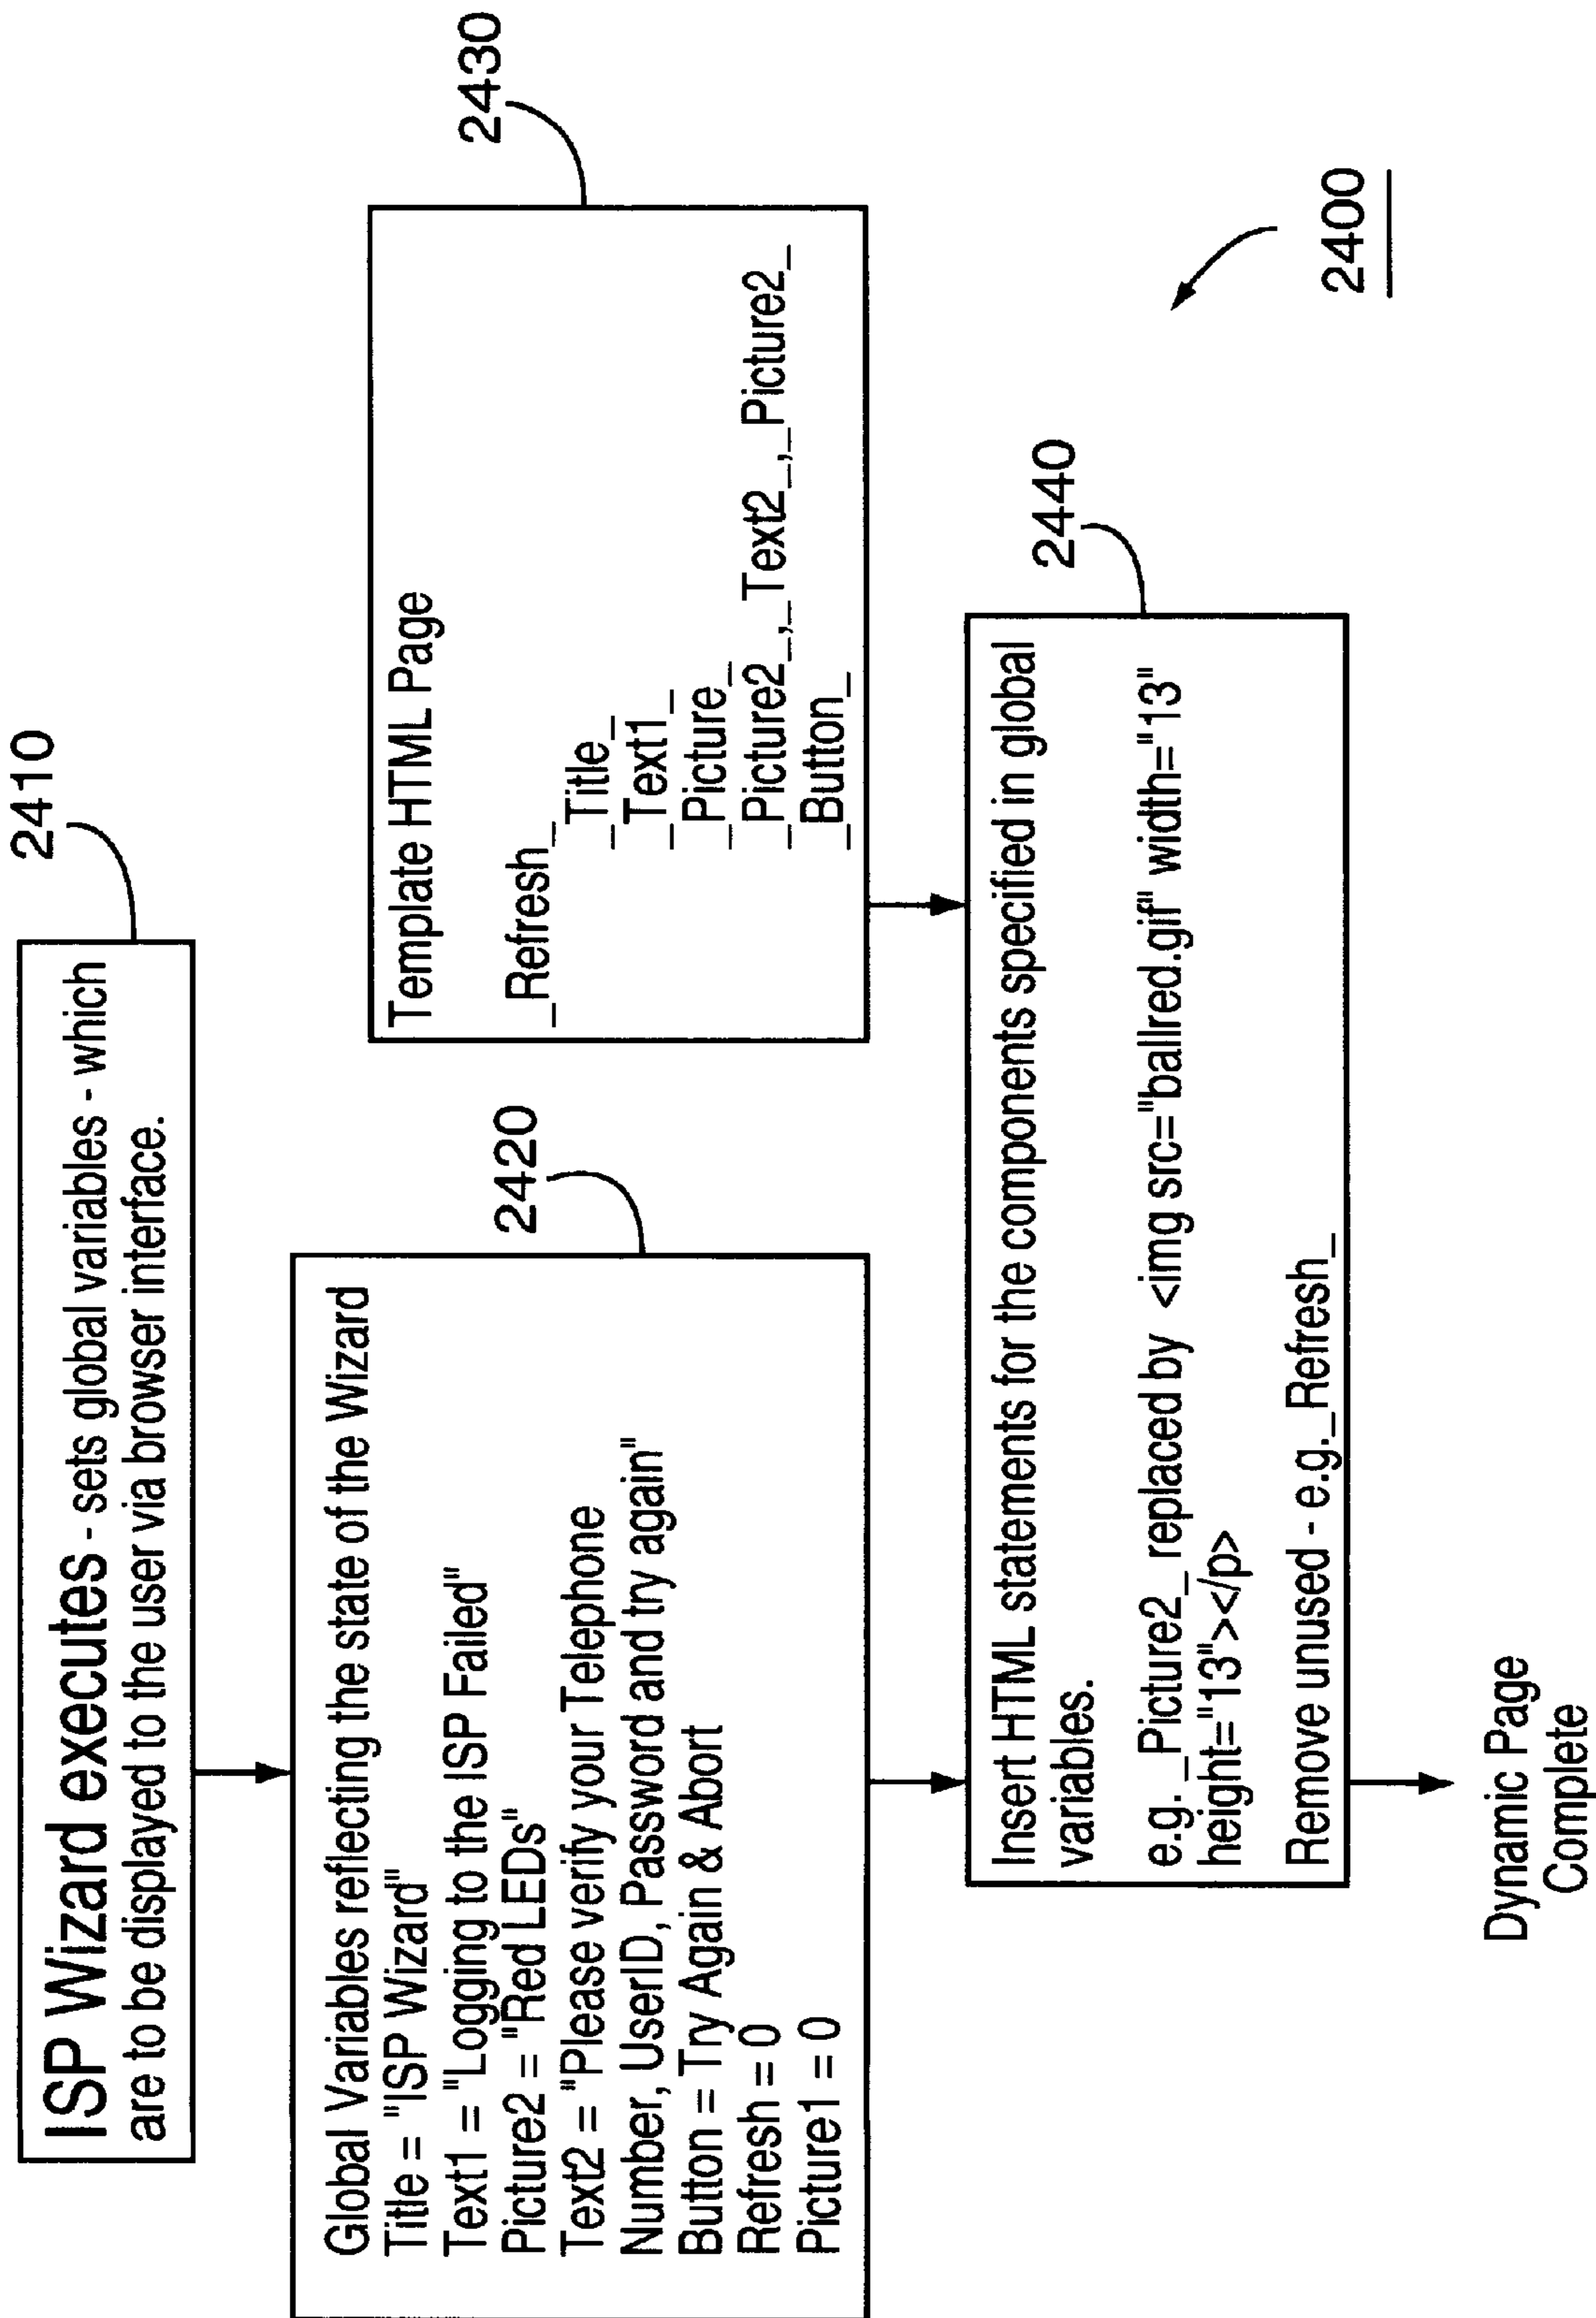 2410
ISP Wizard executes - sets global variables - which
are to be displayed to the user via browser interface.
2420
Global Variables reflecting the state of the Wizard
Title = "ISP Wizard"
Text1 = "Logging to the ISP Failed"
Picture2 = "Red LEDs"
Text2 = "Please verify your Telephone
Number, UserID, Password and try again"
Button = Try Again & Abort
Refresh = 0
Picture1 = 0
2430
Template HTML Page
_Refresh_
_Title_
_Text1_
_Picture_
_Picture2_,_Text2_,_Picture2_
_Button_
2440
Insert HTML statements for the components specified in global
variables.
e.g. _Picture2_ replaced by <img src="ballred.gif" width="13"
height="13"></p>
Remove unused - e.g._Refresh_
2400
Dynamic Page
Complete